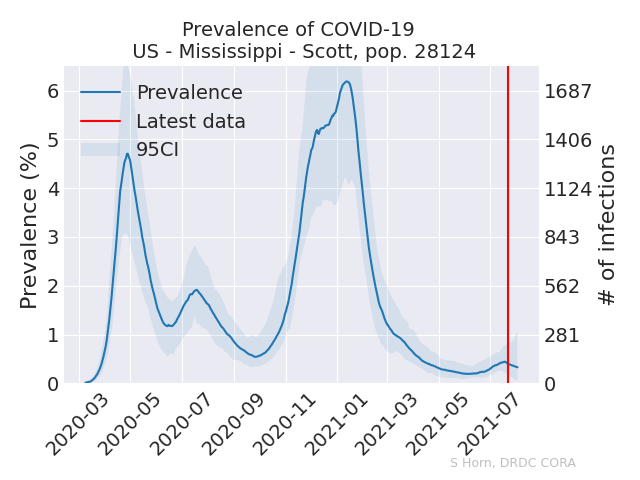 Prevalence of COVID-19
US - Mississippi - Scott, pop. 28124
Prevalence
Latest data
95CI
Prevalence (%)
6
5
4
3
2
1
0
1687
1406
1124
843
562
281
0
# of infections
2020-03
2020-05
2020-07
2020-09
2020-11
2021-01
2021-03
2021-05
2021-07
S Horn, DRDC CORA